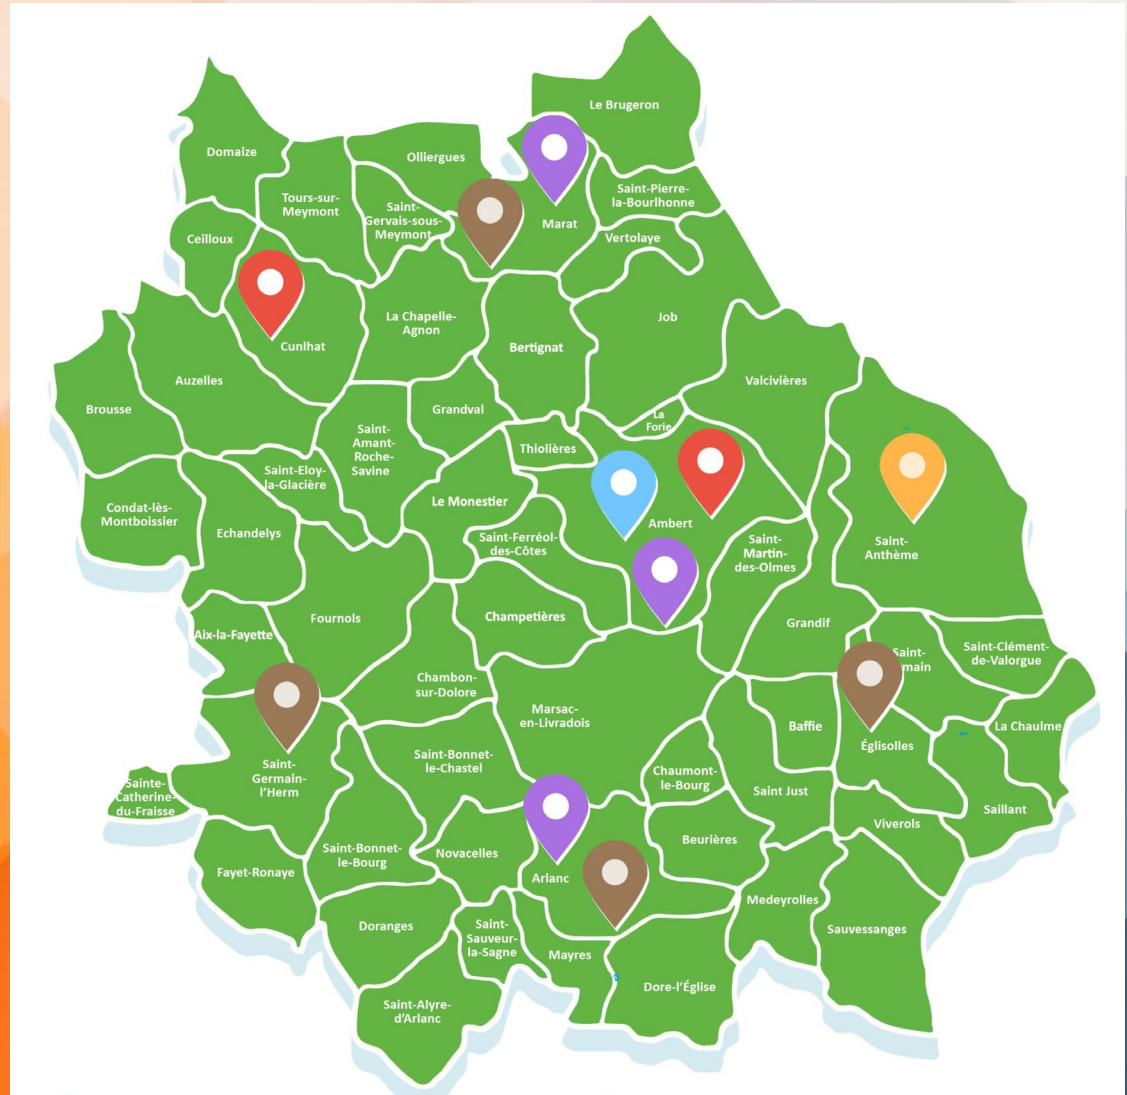 Le Brugeron
Domaize
Olliergues
Tours-sur-
Meymont
Saint-
Gervais-sous-
Meymont
Saint-Pierre-
la-Bourlhonne
Marat
Ceilloux
Vertolaye
La Chapelle-
Agnon
Job
Cunlhat
Bertignat
Auzelles
Valcivières
Brousse
Grandval
La
Forie
Saint-
Amant-
Roche-
Savine
Thiolières
Saint-Eloy-
la-Glacière
Le Monestier
Condat-lès-
Montboissier
Ambert
Echandelys
Saint-Ferréol-
des-Côtes
Saint-
Martin-
des-Olmes
Saint-
Anthème
Fournols
Champetières
Grandif
Aix-la-Fayette
Saint-
main
Saint-Clément-
de-Valorgue
Chambon-
sur-Dolore
Marsac-
en-Livradois
Baffie
La Chaulme
Églisolles
Saint-
Germain-
l'Herm
Saint-Bonnet-
le-Chastel
Chaumont-
le-Bourg
Sainte-
Catherine-
du-Fraisse
Saint Just
Saillant
Viverols
Saint-Bonnet-
le-Bourg
Novacelles
Beurières
Fayet-Ronaye
Arlanc
Medeyrolles
Doranges
Saint-
Sauveur-
la-Sagne
Sauvessanges
Mayres
Dore-l'Église
Saint-Alyre-
d'Arlanc